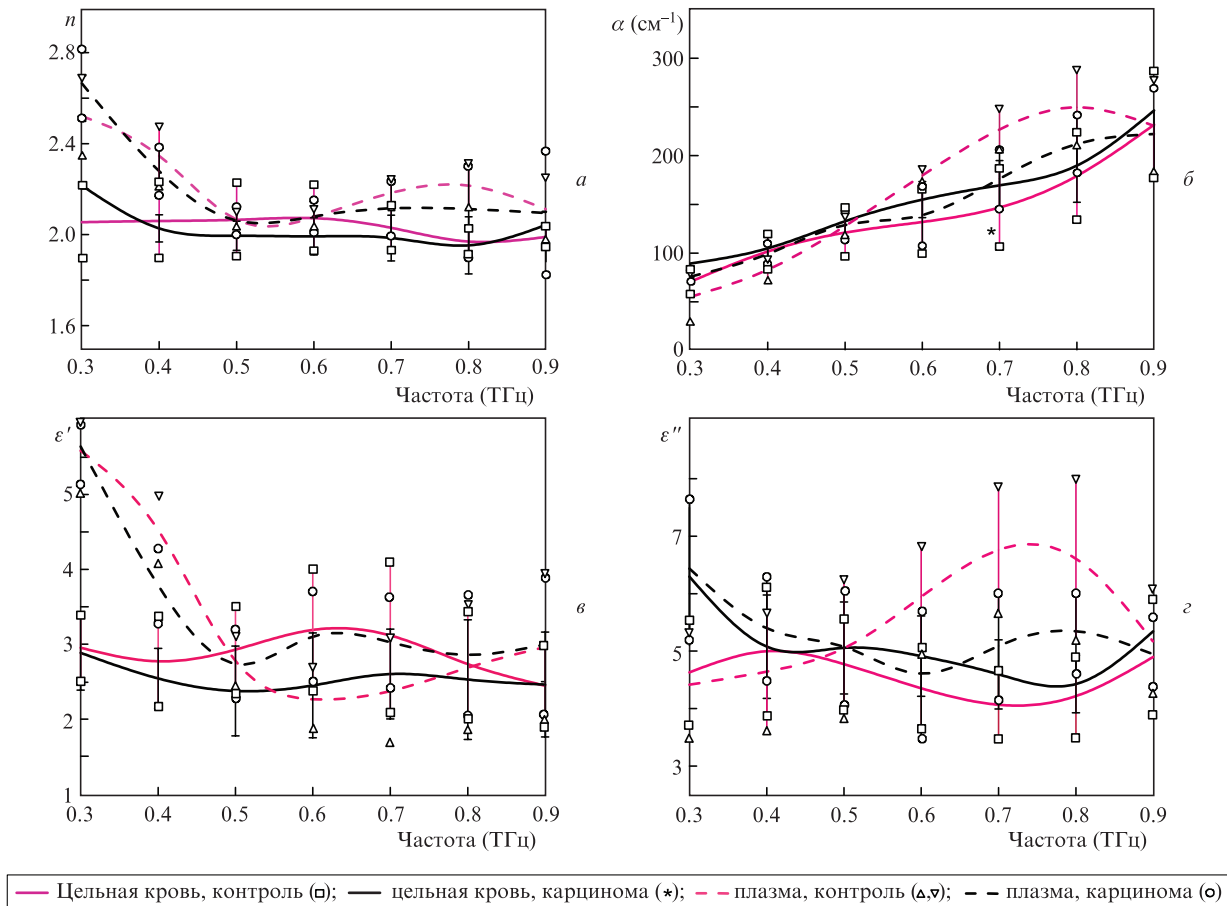 n
2.8
2.4
2.0
1.6
0.3 0.4 0.5 0.6 0.7 0.8 0.9
Частота (ТГц)
а
α (см⁻¹)
300
200
100
0
*
0.3 0.4 0.5 0.6 0.7 0.8 0.9
Частота (ТГц)
б
ε′
5
4
3
2
1
0.3 0.4 0.5 0.6 0.7 0.8 0.9
Частота (ТГц)
в
ε″
7
5
3
0.3 0.4 0.5 0.6 0.7 0.8 0.9
Частота (ТГц)
г
Цельная кровь, контроль (□); цельная кровь, карцинома (*); плазма, контроль (△,▽); плазма, карцинома (○)